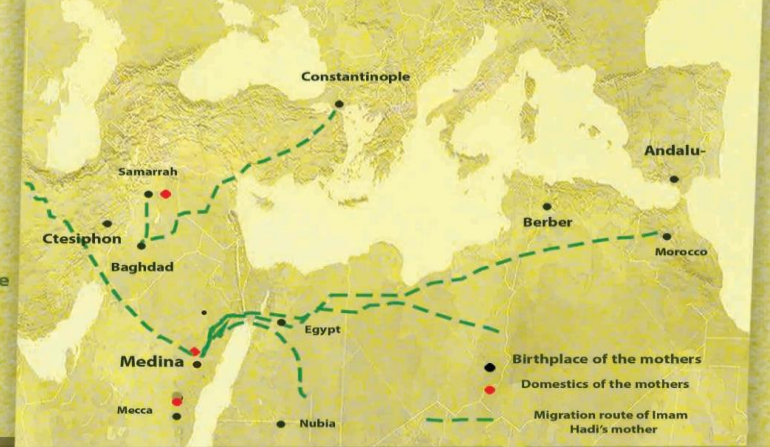 Constantinople
Andalu-
Samarrah
Berber
Ctesiphon
Morocco
Baghdad
e
Egypt
Medina
Birthplace of the mothers
Domestics of the mothers
Mecca
Migration route of Imam
Hadi's mother
Nubia